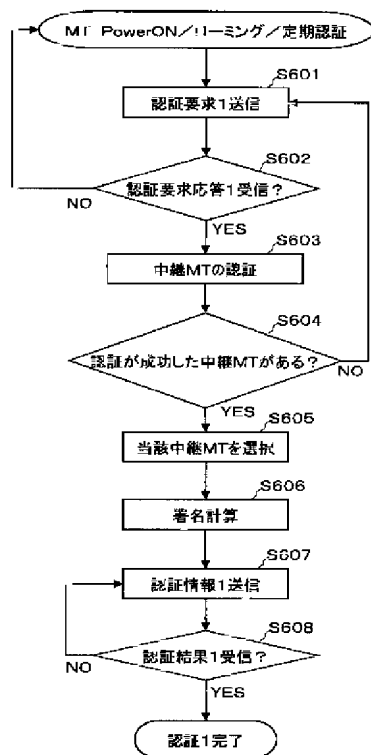 MT PowerON／ローミング／定期認証
S601
認証要求1送信
S602
認証要求応答1受信？
NO
YES
S603
中継MTの認証
S604
認証が成功した中継MTがある？
NO
YES
S605
当該中継MTを選択
S606
署名計算
S607
認証情報1送信
S608
認証結果1受信？
NO
YES
認証1完了